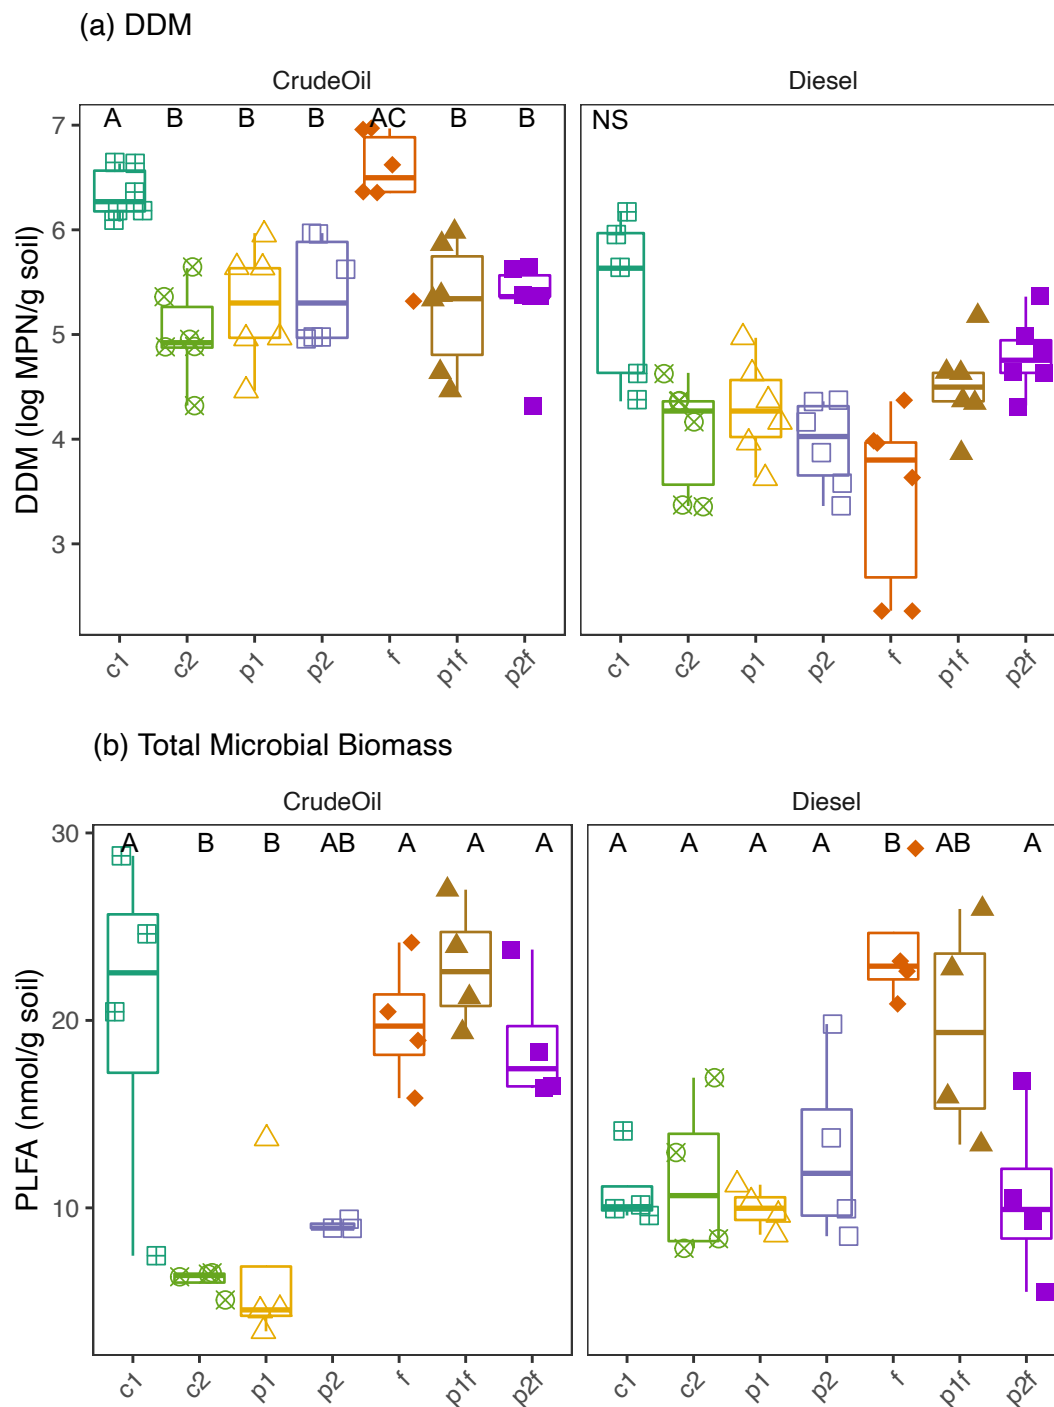 (a) DDM
CrudeOil Diesel
A B B B AC B B NS
DDM (log MPN/g soil)
7
6
5
4
3
c1 c2 p1 p2 f p1f p2f c1 c2 p1 p2 f p1f p2f
(b) Total Microbial Biomass
CrudeOil Diesel
A B B AB A A A A A A A B AB A
PLFA (nmol/g soil)
30
20
10
c1 c2 p1 p2 f p1f p2f c1 c2 p1 p2 f p1f p2f